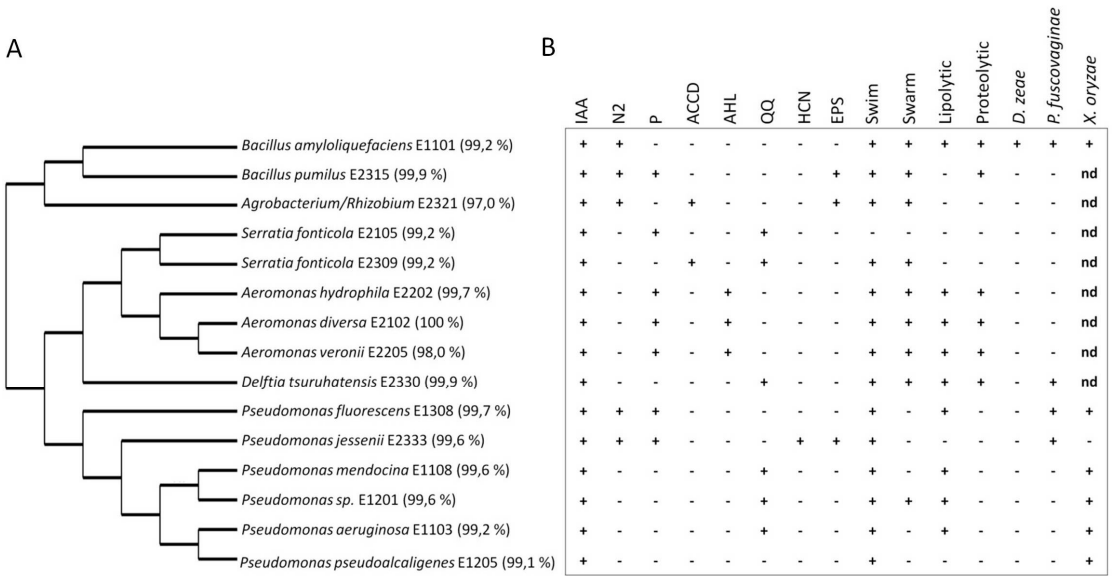 A
B
IAA N2 P ACCD AHL QQ HCN EPS Swim Swarm Lipolytic Proteolytic D. zeae P. fuscovaginae X. oryzae
Bacillus amyloliquefaciens E1101 (99,2 %) + + - - - - - - + + + + + + +
Bacillus pumilus E2315 (99,9 %) + + + - - - - + + + - + - - nd
Agrobacterium/Rhizobium E2321 (97,0 %) + + - + - - - + + + - - - - nd
Serratia fonticola E2105 (99,2 %) + - + - - + - - - - - - - - nd
Serratia fonticola E2309 (99,2 %) + - - + - + - - + + - - - - nd
Aeromonas hydrophila E2202 (99,7 %) + - + - + - - - + + + + - - nd
Aeromonas diversa E2102 (100 %) + - + - + - - - + + + + - - nd
Aeromonas veronii E2205 (98,0 %) + - + - + - - - + + + + - - nd
Delftia tsuruhatensis E2330 (99,9 %) + - - - - + - - + + + + - + nd
Pseudomonas fluorescens E1308 (99,7 %) + + + - - - - - + - + - - + +
Pseudomonas jessenii E2333 (99,6 %) + + + - - - + + + - - - - + -
Pseudomonas mendocina E1108 (99,6 %) + - - - - + - - + - + - - - +
Pseudomonas sp. E1201 (99,6 %) + - - - - + - - + + + - - - +
Pseudomonas aeruginosa E1103 (99,2 %) + - - - - + - - + - + - - - +
Pseudomonas pseudoalcaligenes E1205 (99,1 %) + - - - - - - - + - - - - - +